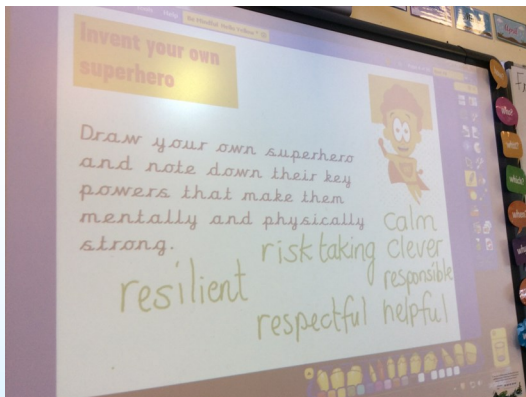 Invent your own
superhero
Draw your own superhero
and note down their key
powers that make them
mentally and physically
strong.
calm
risk taking clever
responsible
resilient
respectful helpful